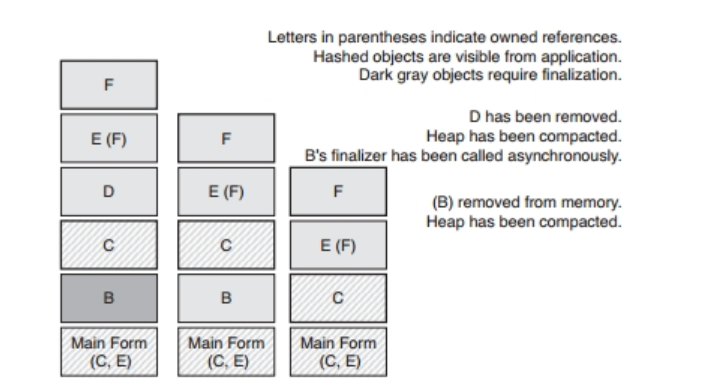 Letters in parentheses indicate owned references.
Hashed objects are visible from application.
Dark gray objects require finalization.
D has been removed.
Heap has been compacted.
B's finalizer has been called asynchronously.
(B) removed from memory.
Heap has been compacted.
F
E (F)
D
C
B
Main Form
(C, E)
F
E (F)
C
B
Main Form
(C, E)
F
E (F)
C
Main Form
(C, E)